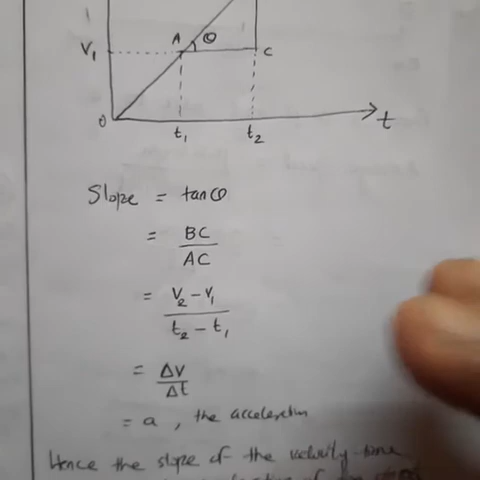 V₁ A θ C
0 t₁ t₂ t
Slope = tanθ
= BC/AC
= V₂ - V₁ / t₂ - t₁
= ΔV/Δt
= a, the acceleration
Hence the slope of the velocity-time